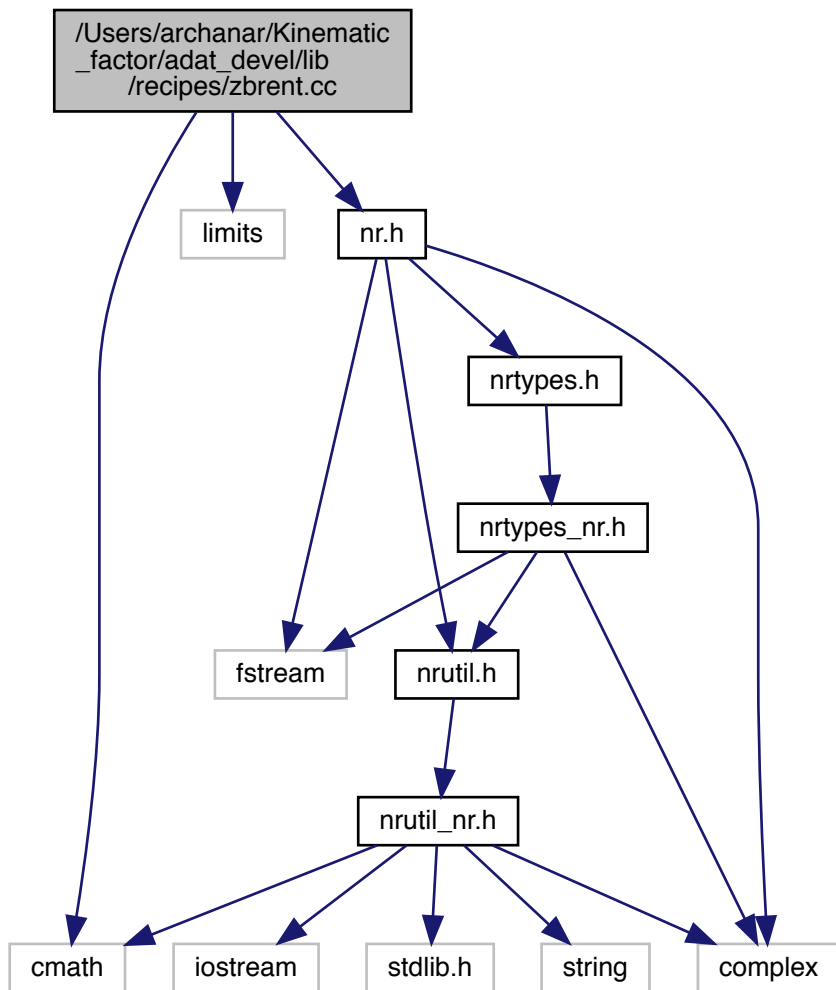 /Users/archanar/Kinematic
_factor/adat_devel/lib
/recipes/zbrent.cc
limits
nr.h
nrtypes.h
nrtypes_nr.h
fstream
nrutil.h
nrutil_nr.h
cmath
iostream
stdlib.h
string
complex